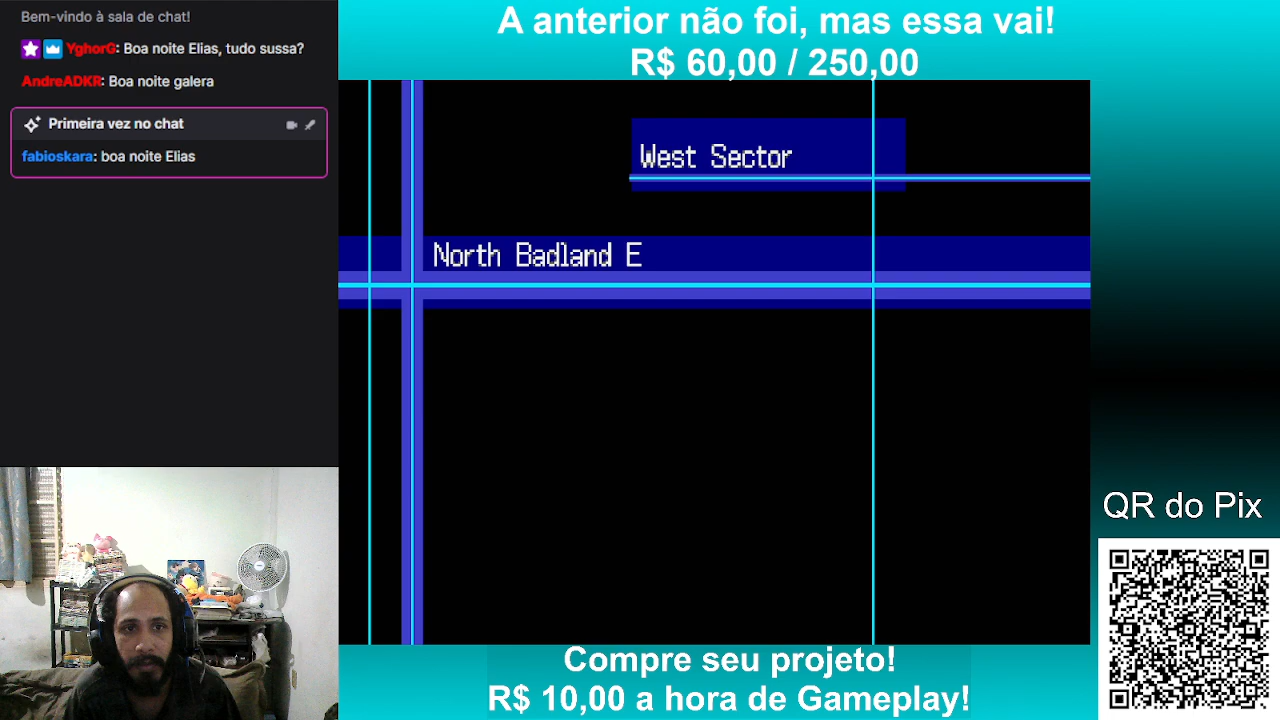 Bem-vindo à sala de chat!
YghorG: Boa noite Elias, tudo sussa?
AndreADKR: Boa noite galera
Primeira vez no chat
fabioskara: boa noite Elias
A anterior não foi, mas essa vai!
R$ 60,00 / 250,00
West Sector
North Badland E
QR do Pix
Compre seu projeto!
R$ 10,00 a hora de Gameplay!